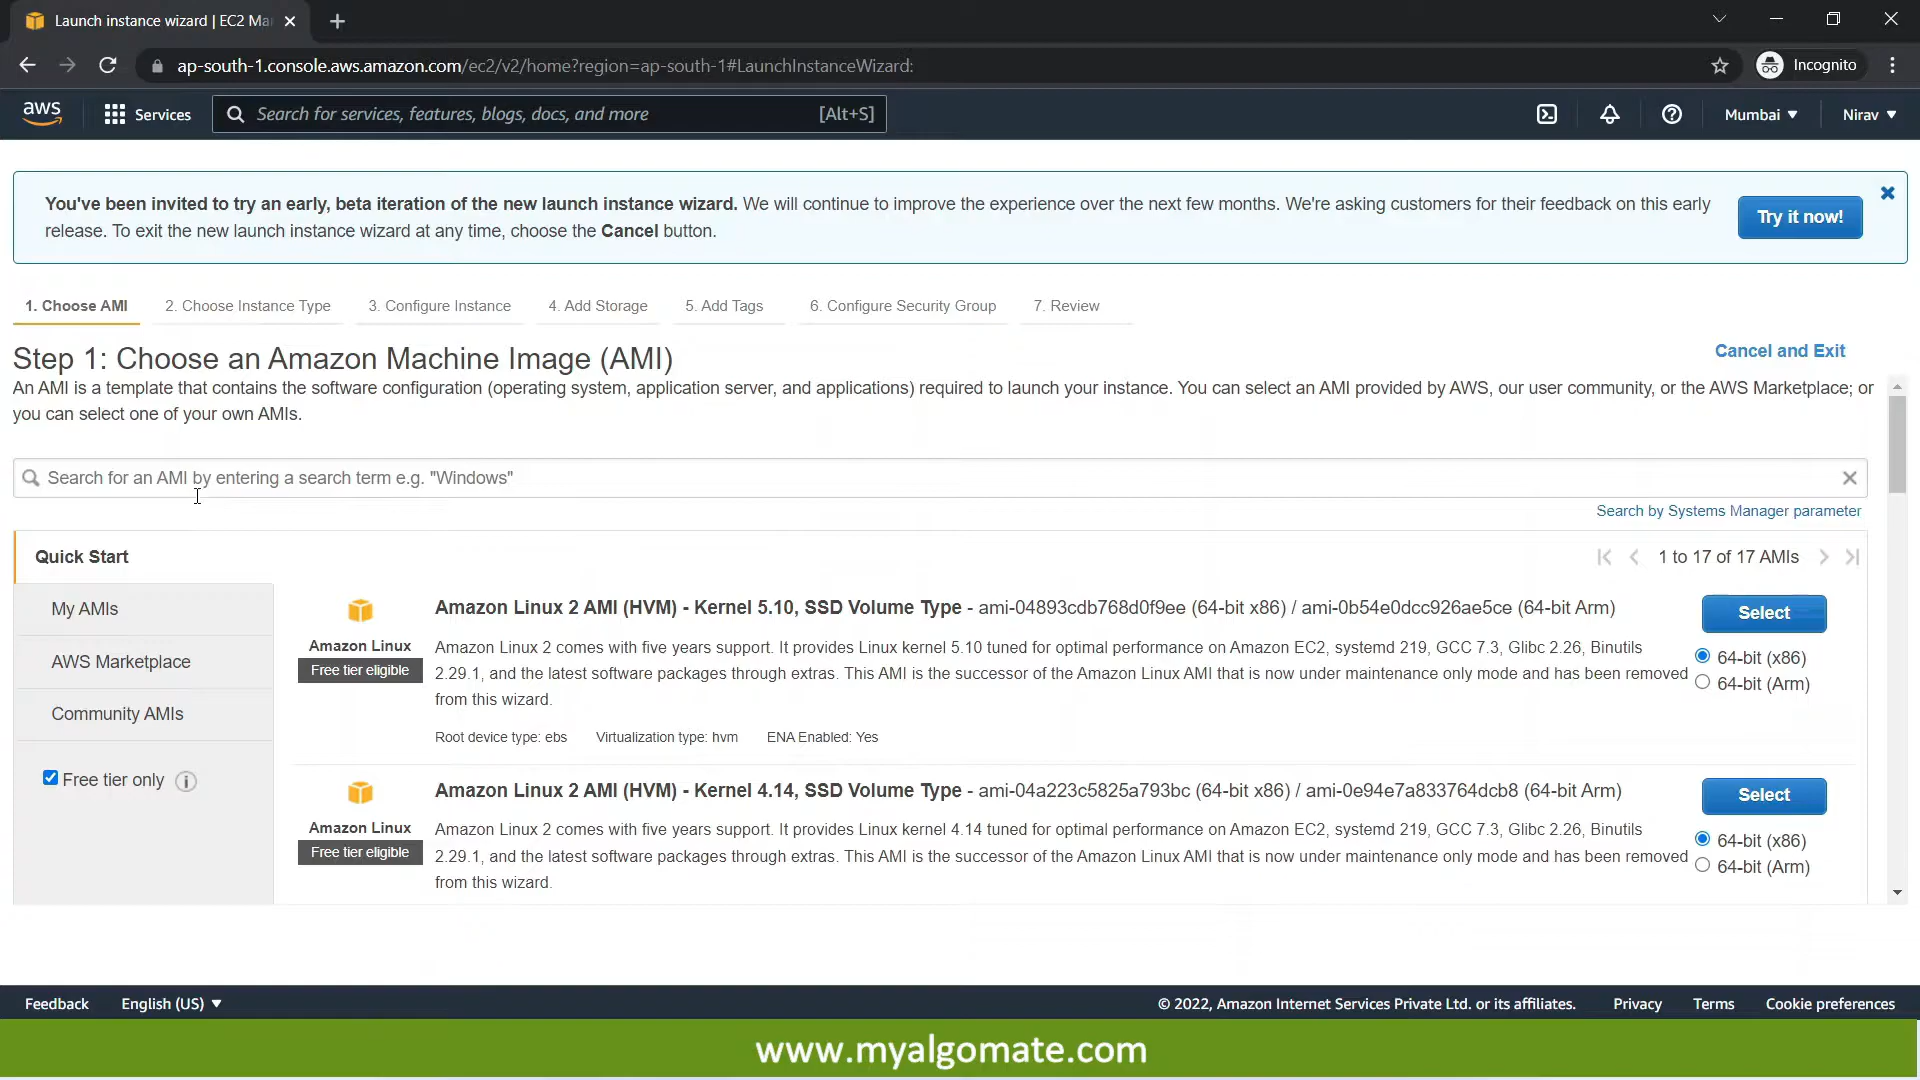 Launch instance wizard | EC2 Ma
ap-south-1.console.aws.amazon.com/ec2/v2/home?region=ap-south-1#LaunchInstanceWizard:
Incognito
aws
Services
Search for services, features, blogs, docs, and more
[Alt+S]
Mumbai
Nirav
You've been invited to try an early, beta iteration of the new launch instance wizard. We will continue to improve the experience over the next few months. We're asking customers for their feedback on this early
release. To exit the new launch instance wizard at any time, choose the Cancel button.
Try it now!
1. Choose AMI
2. Choose Instance Type
3. Configure Instance
4. Add Storage
5. Add Tags
6. Configure Security Group
7. Review
Step 1: Choose an Amazon Machine Image (AMI)
Cancel and Exit
An AMI is a template that contains the software configuration (operating system, application server, and applications) required to launch your instance. You can select an AMI provided by AWS, our user community, or the AWS Marketplace; or
you can select one of your own AMIs.
Search for an AMI by entering a search term e.g. "Windows"
Search by Systems Manager parameter
Quick Start
1 to 17 of 17 AMIs
My AMIs
AWS Marketplace
Community AMIs
Free tier only
Amazon Linux
Free tier eligible
Amazon Linux 2 AMI (HVM) - Kernel 5.10, SSD Volume Type - ami-04893cdb768d0f9ee (64-bit x86) / ami-0b54e0dcc926ae5ce (64-bit Arm)
Amazon Linux 2 comes with five years support. It provides Linux kernel 5.10 tuned for optimal performance on Amazon EC2, systemd 219, GCC 7.3, Glibc 2.26, Binutils
2.29.1, and the latest software packages through extras. This AMI is the successor of the Amazon Linux AMI that is now under maintenance only mode and has been removed
from this wizard.
Root device type: ebs
Virtualization type: hvm
ENA Enabled: Yes
Select
64-bit (x86)
64-bit (Arm)
Amazon Linux
Free tier eligible
Amazon Linux 2 AMI (HVM) - Kernel 4.14, SSD Volume Type - ami-04a223c5825a793bc (64-bit x86) / ami-0e94e7a833764dcb8 (64-bit Arm)
Amazon Linux 2 comes with five years support. It provides Linux kernel 4.14 tuned for optimal performance on Amazon EC2, systemd 219, GCC 7.3, Glibc 2.26, Binutils
2.29.1, and the latest software packages through extras. This AMI is the successor of the Amazon Linux AMI that is now under maintenance only mode and has been removed
from this wizard.
Select
64-bit (x86)
64-bit (Arm)
Feedback
English (US)
© 2022, Amazon Internet Services Private Ltd. or its affiliates.
Privacy
Terms
Cookie preferences
www.myalgomate.com